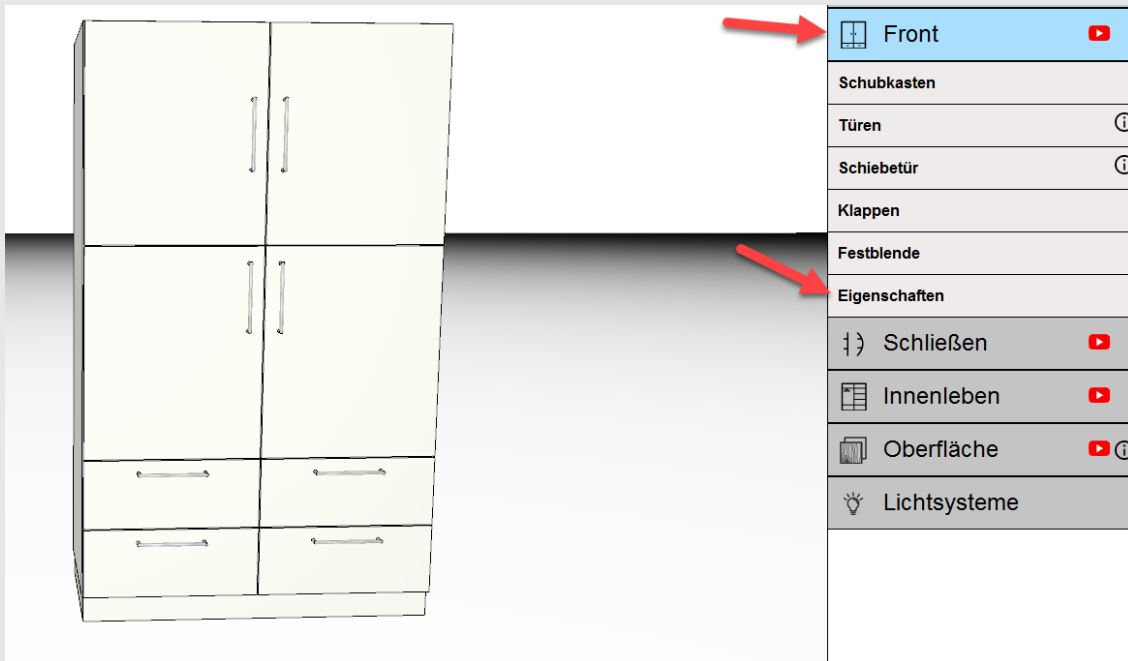 Front
Schubkasten
Türen
Schiebetür
Klappen
Festblende
Eigenschaften
Schließen
Innenleben
Oberfläche
Lichtsysteme